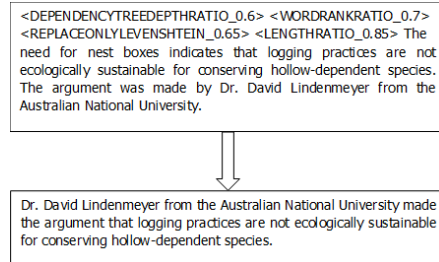 <DEPENDENCYTREEDEPTHRATIO_0.6> <WORDRANKRATIO_0.7>
<REPLACEONLYLEVENSHTEIN_0.65> <LENGTHRATIO_0.85> The
need for nest boxes indicates that logging practices are not
ecologically sustainable for conserving hollow-dependent species.
The argument was made by Dr. David Lindenmeyer from the
Australian National University.
Dr. David Lindenmeyer from the Australian National University made
the argument that logging practices are not ecologically sustainable
for conserving hollow-dependent species.